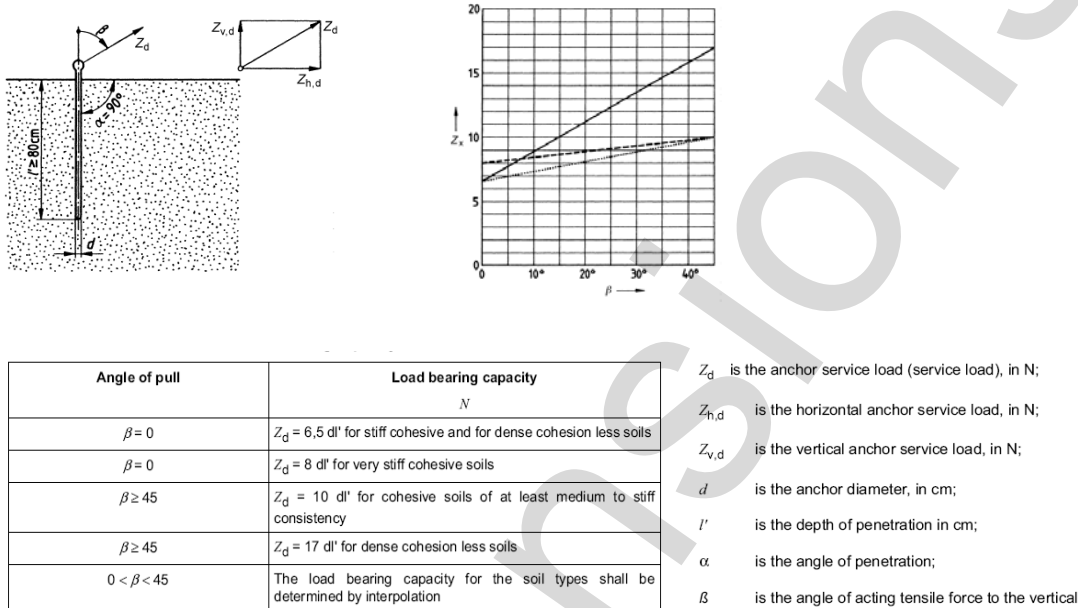 β
Z_d
α = 90°
l' ≥ 80cm
d
Z_v,d
Z_d
Z_h,d
20
15
10
5
0
Z_x
0
10°
20°
30°
40°
β
Angle of pull
Load bearing capacity
N
β = 0
Z_d = 6,5 dl' for stiff cohesive and for dense cohesion less soils
β = 0
Z_d = 8 dl' for very stiff cohesive soils
β ≥ 45
Z_d = 10 dl' for cohesive soils of at least medium to stiff
consistency
β ≥ 45
Z_d = 17 dl' for dense cohesion less soils
0 < β < 45
The load bearing capacity for the soil types shall be
determined by interpolation
Z_d is the anchor service load (service load), in N;
Z_h,d is the horizontal anchor service load, in N;
Z_v,d is the vertical anchor service load, in N;
d is the anchor diameter, in cm;
l' is the depth of penetration in cm;
α is the angle of penetration;
ß is the angle of acting tensile force to the vertical